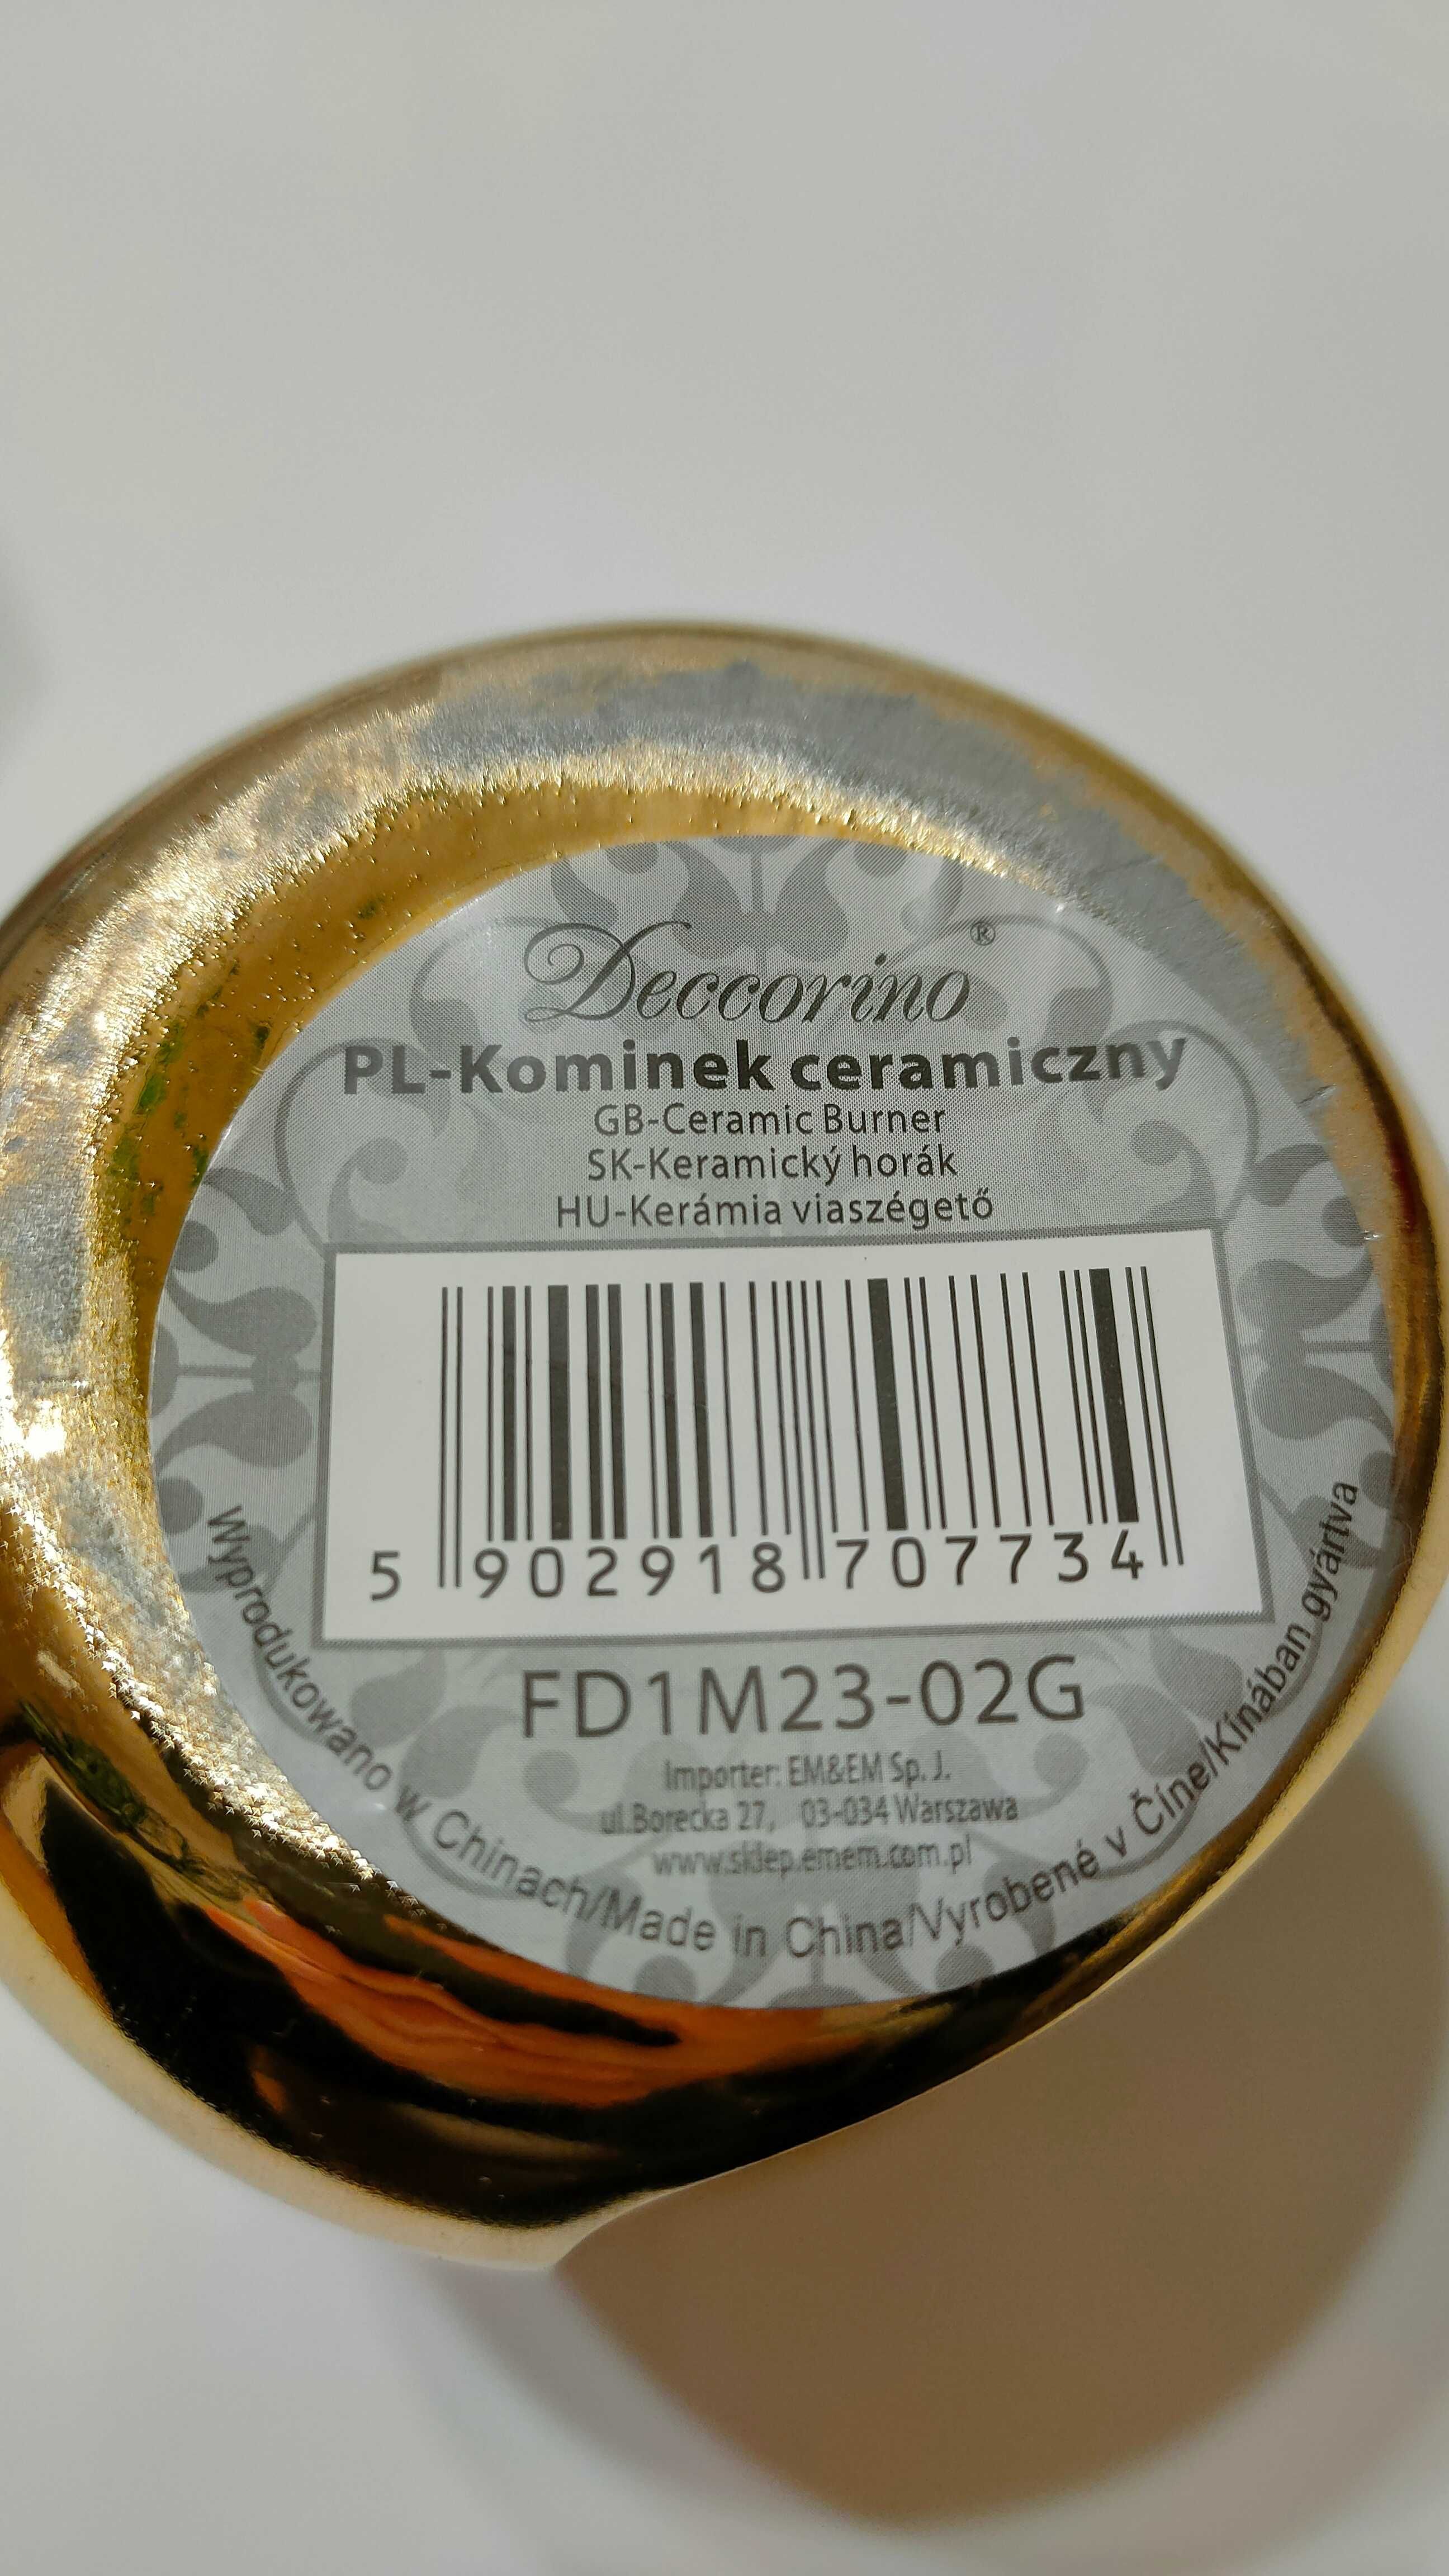 Deccorino®
PL-Kominek ceramiczny
GB-Ceramic Burner
SK-Keramický horák
HU-Kerámia viaszégető
5 902918 707734
FD1M23-02G
Importer: EM&EM Sp. J.
ul.Borecka 27, 03-034 Warszawa
www.sklep.emem.com.pl
Wyprodukowano w Chinach/Made in China/Vyrobené v Číne/Kínában gyártva